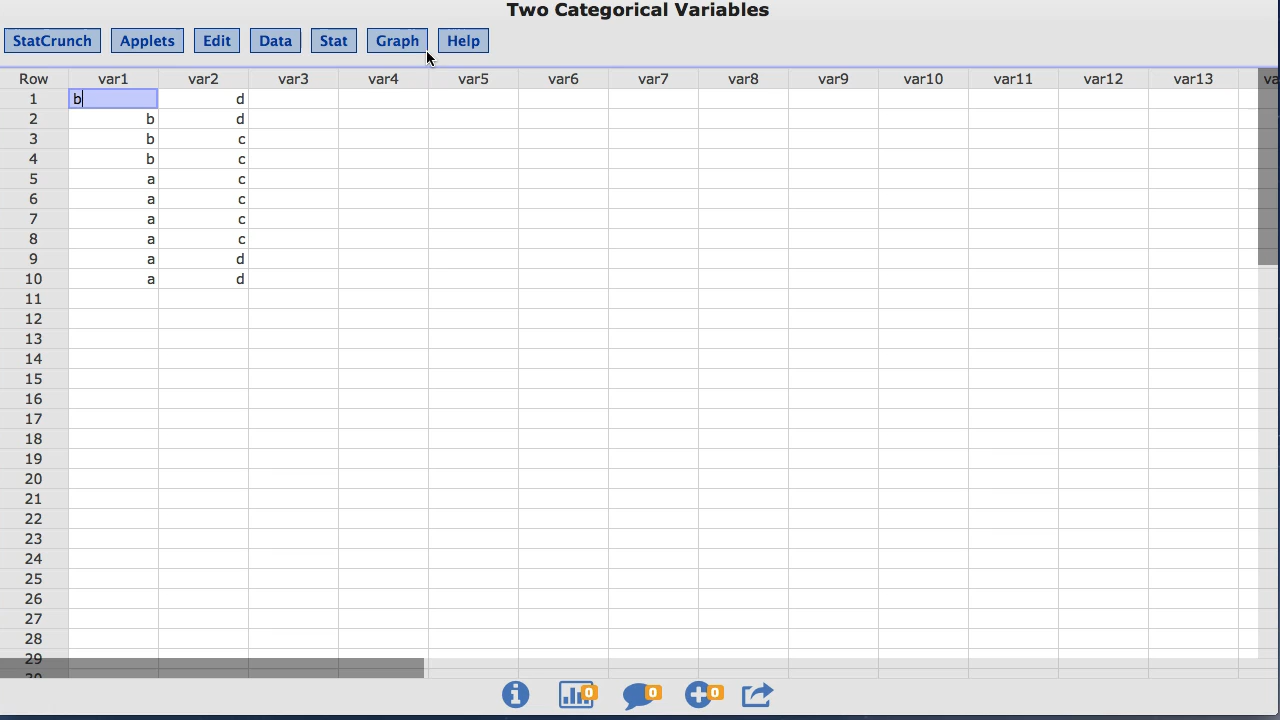 Two Categorical Variables
StatCrunch Applets Edit Data Stat Graph Help
Row var1 var2 var3 var4 var5 var6 var7 var8 var9 var10 var11 var12 var13 va
1 b d
2 b d
3 b c
4 b c
5 a c
6 a c
7 a c
8 a c
9 a d
10 a d
11
12
13
14
15
16
17
18
19
20
21
22
23
24
25
26
27
28
29
0 0 0